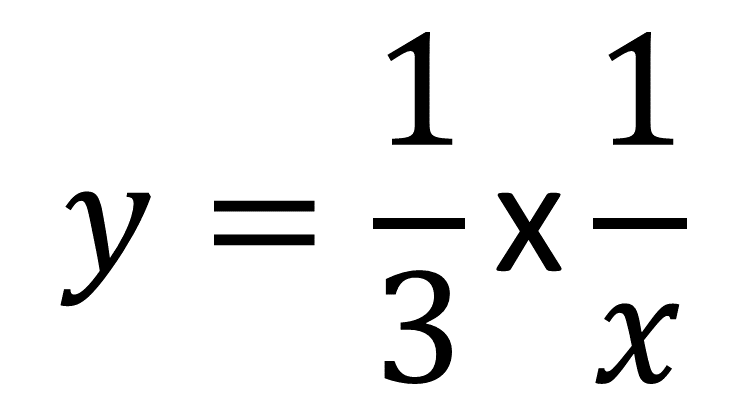 y = 1/3 x 1/x